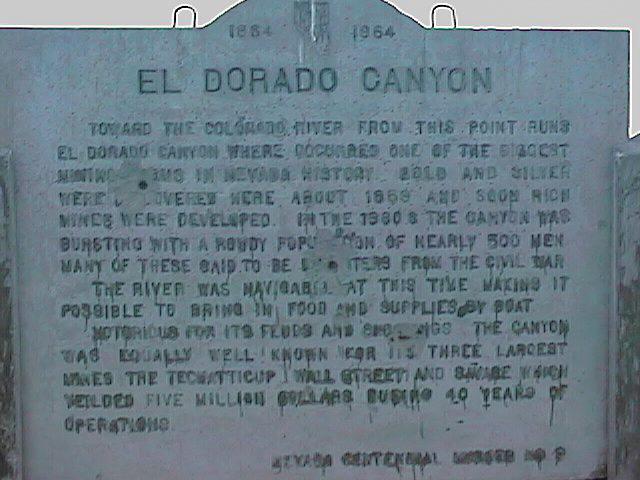 1864 1964
EL DORADO CANYON
TOWARD THE COLORADO RIVER FROM THIS POINT RUNS
EL DORADO CANYON WHERE OCCURRED ONE OF THE BIGGEST
MINING IN NEVADA HISTORY. GOLD AND SILVER
WERE HERE ABOUT AND SOON RICH
MINES WERE DEVELOPED. IN THE THE CANYON WAS
BURSTING WITH A ROWDY OF NEARLY 500 MEN
MANY OF THESE SAID TO BE FROM THE CIVIL WAR
THE RIVER WAS AT THIS TIME MAKING IT
POSSIBLE TO BRING IN FOOD AND SUPPLIES BY BOAT
NOTORIOUS FOR ITS FEUDS AND THE CANYON
WAS EQUALLY WELL KNOWN FOR ITS THREE LARGEST
MINES THE TECHATTICUP WALL STREET AND SAVAGE WHICH
FIVE MILLION DOLLARS DURING 40 YEARS OF
OPERATIONS.
NEVADA CENTENNIAL MARKER NO